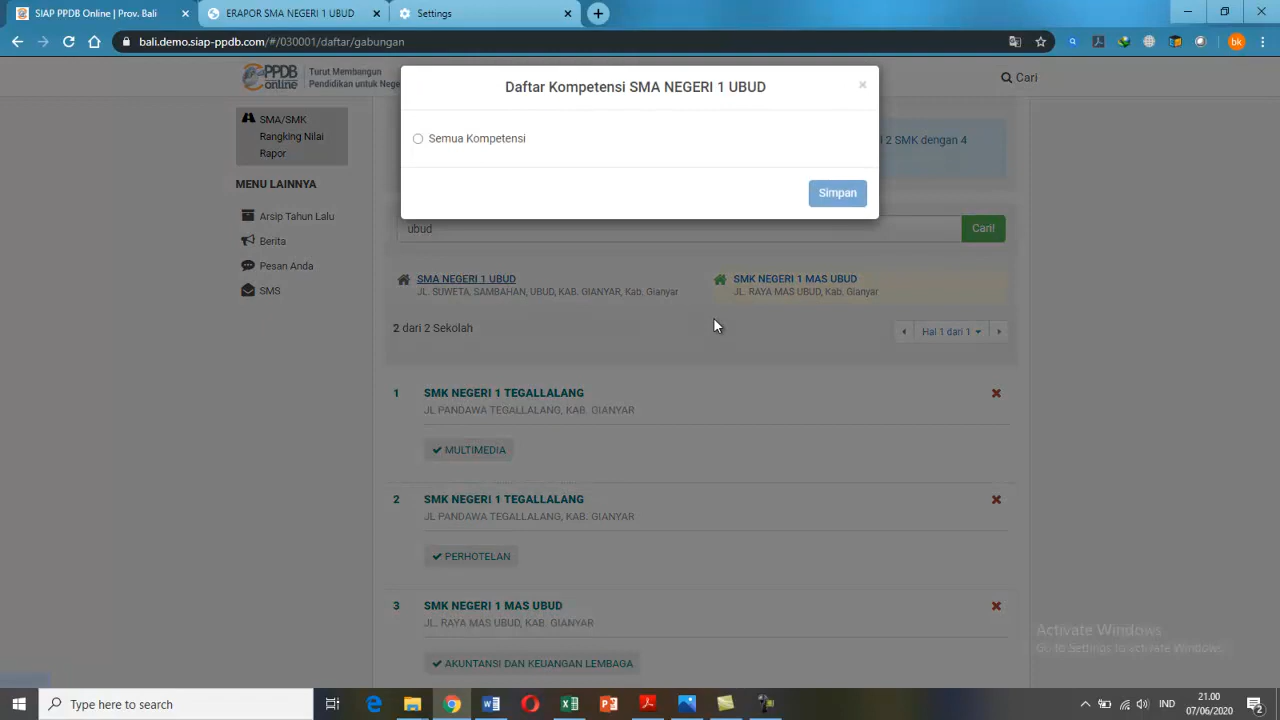 SIAP PPDB Online | Prov. Bali
ERAPOR SMA NEGERI 1 UBUD
Settings
bali.demo.siap-ppdb.com/#/030001/daftar/gabungan
bk
PPDB online
Turut Membangun
Pendidikan untuk Nege
Cari
Daftar Kompetensi SMA NEGERI 1 UBUD
Semua Kompetensi
Simpan
l 2 SMK dengan 4
SMA/SMK
Rangking Nilai
Rapor
MENU LAINNYA
Arsip Tahun Lalu
Berita
Pesan Anda
SMS
ubud
Cari!
SMA NEGERI 1 UBUD
JL. SUWETA, SAMBAHAN, UBUD, KAB. GIANYAR, Kab. Gianyar
SMK NEGERI 1 MAS UBUD
JL. RAYA MAS UBUD, Kab. Gianyar
2 dari 2 Sekolah
Hal 1 dari 1
1 SMK NEGERI 1 TEGALLALANG
JL PANDAWA TEGALLALANG, KAB. GIANYAR
MULTIMEDIA
2 SMK NEGERI 1 TEGALLALANG
JL PANDAWA TEGALLALANG, KAB. GIANYAR
PERHOTELAN
3 SMK NEGERI 1 MAS UBUD
JL. RAYA MAS UBUD, KAB. GIANYAR
AKUNTANSI DAN KEUANGAN LEMBAGA
Activate Windows
Go to Settings to activate Windows.
Type here to search
IND
21.00
07/06/2020
2